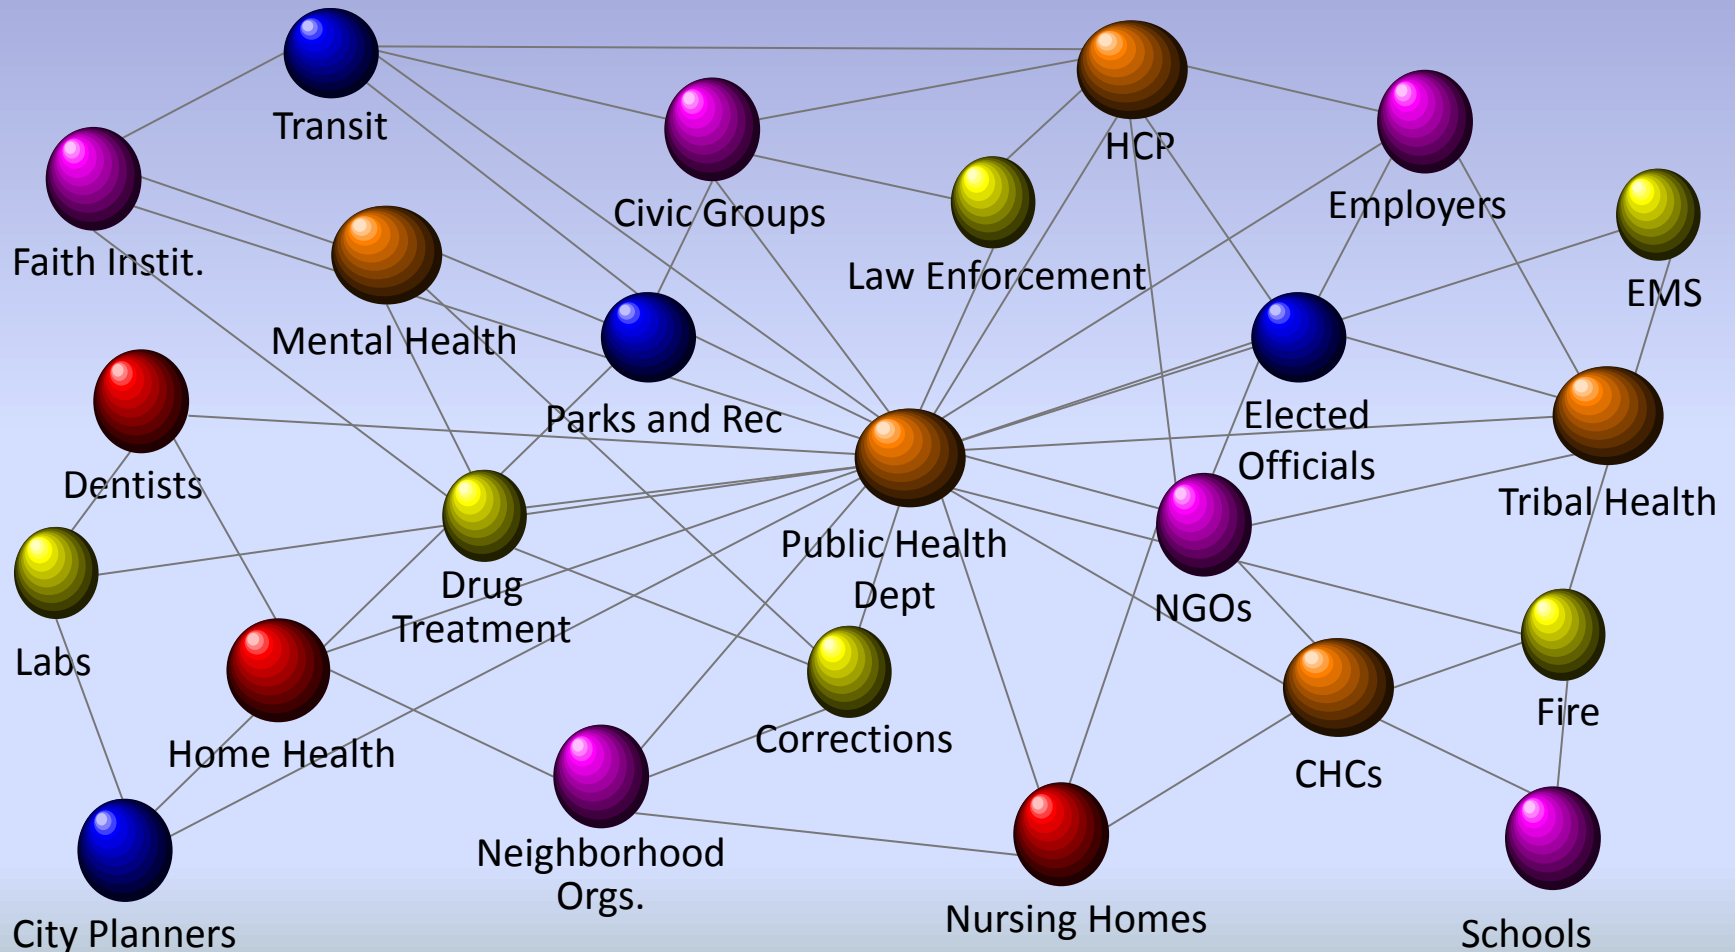 Transit
HCP
Civic Groups
Employers
Faith Instit.
Law Enforcement
EMS
Mental Health
Parks and Rec
Elected
Officials
Dentists
Tribal Health
Public Health
Dept
Drug
Treatment
NGOs
Labs
Fire
Home Health
Corrections
CHCs
Neighborhood
Orgs.
Nursing Homes
City Planners
Schools